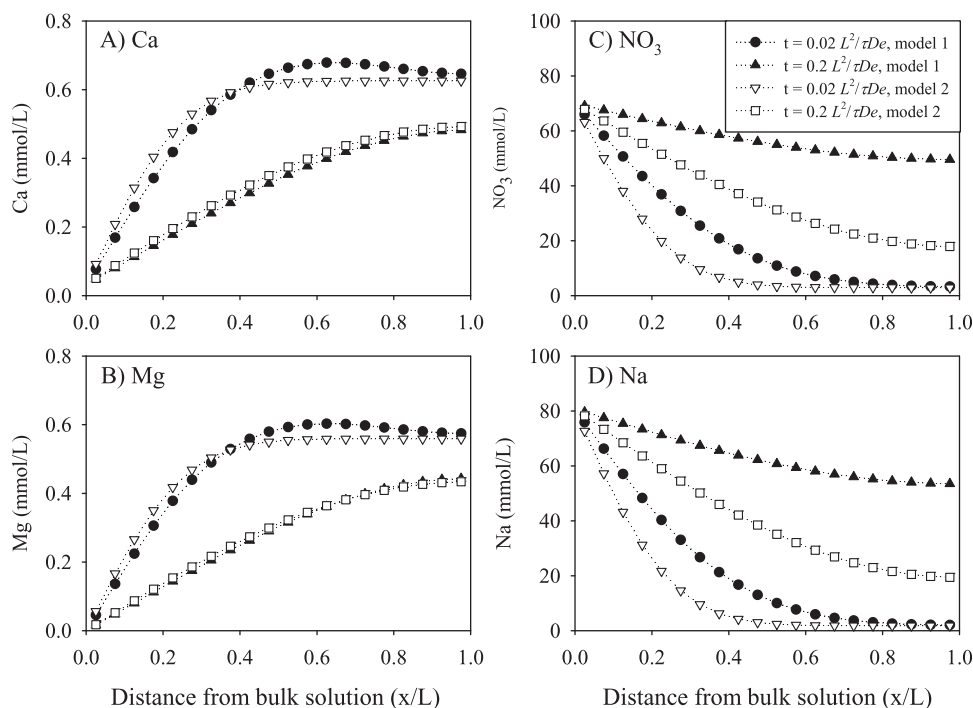 A) Ca
Ca (mmol/L)
0.8
0.6
0.4
0.2
0.0
0.0 0.2 0.4 0.6 0.8 1.0
C) NO3
NO3 (mmol/L)
100
80
60
40
20
0
0.0 0.2 0.4 0.6 0.8 1.0
t = 0.02 L²/τDe, model 1
t = 0.2 L²/τDe, model 1
t = 0.02 L²/τDe, model 2
t = 0.2 L²/τDe, model 2
B) Mg
Mg (mmol/L)
0.8
0.6
0.4
0.2
0.0
0.0 0.2 0.4 0.6 0.8 1.0
Distance from bulk solution (x/L)
D) Na
Na (mmol/L)
100
80
60
40
20
0
0.0 0.2 0.4 0.6 0.8 1.0
Distance from bulk solution (x/L)